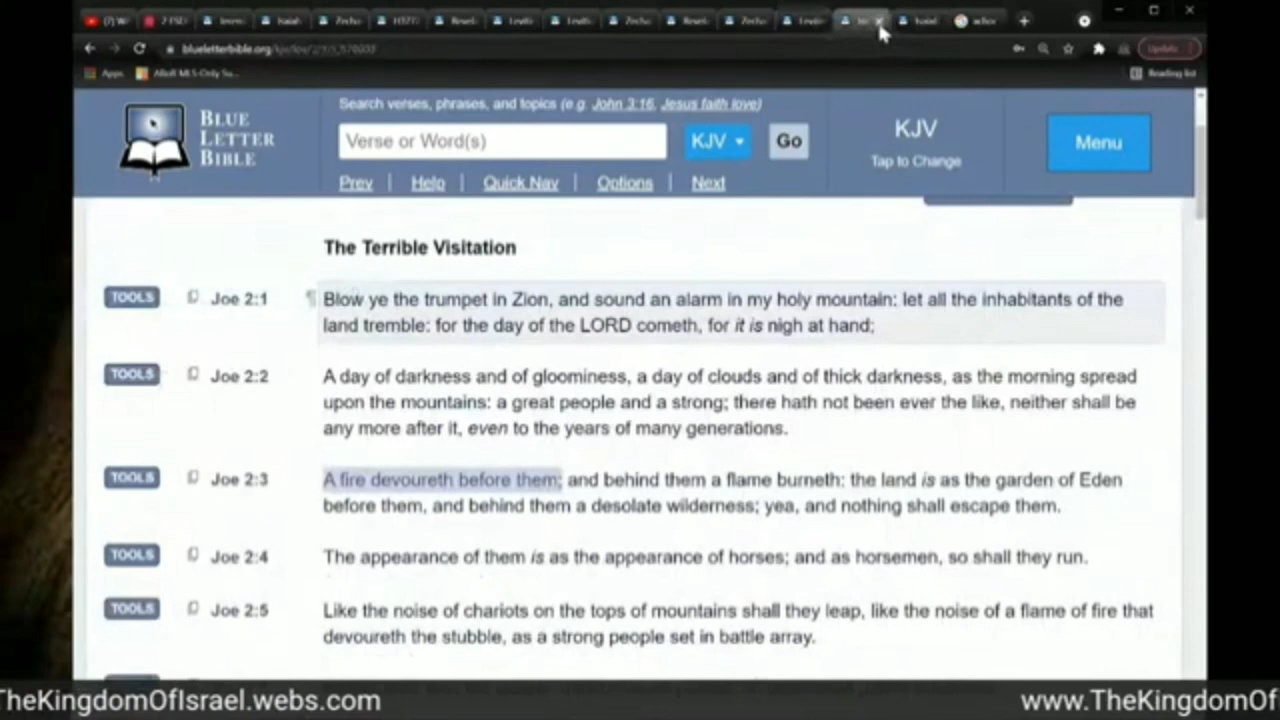 Update
blueletterbible.org/kjv/joe/2/1/s_878001
Apps
Reading list
BLUE
LETTER
BIBLE
Search verses, phrases, and topics (e.g. John 3:16, Jesus faith love)
Verse or Word(s)
KJV
Go
KJV
Tap to Change
Menu
Prev | Help | Quick Nav | Options | Next
The Terrible Visitation
TOOLS Joe 2:1 ¶ Blow ye the trumpet in Zion, and sound an alarm in my holy mountain: let all the inhabitants of the
land tremble: for the day of the LORD cometh, for it is nigh at hand;
TOOLS Joe 2:2 A day of darkness and of gloominess, a day of clouds and of thick darkness, as the morning spread
upon the mountains: a great people and a strong; there hath not been ever the like, neither shall be
any more after it, even to the years of many generations.
TOOLS Joe 2:3 A fire devoureth before them; and behind them a flame burneth: the land is as the garden of Eden
before them, and behind them a desolate wilderness; yea, and nothing shall escape them.
TOOLS Joe 2:4 The appearance of them is as the appearance of horses; and as horsemen, so shall they run.
TOOLS Joe 2:5 Like the noise of chariots on the tops of mountains shall they leap, like the noise of a flame of fire that
devoureth the stubble, as a strong people set in battle array.
TheKingdomOfIsrael.webs.com
www.TheKingdomOf